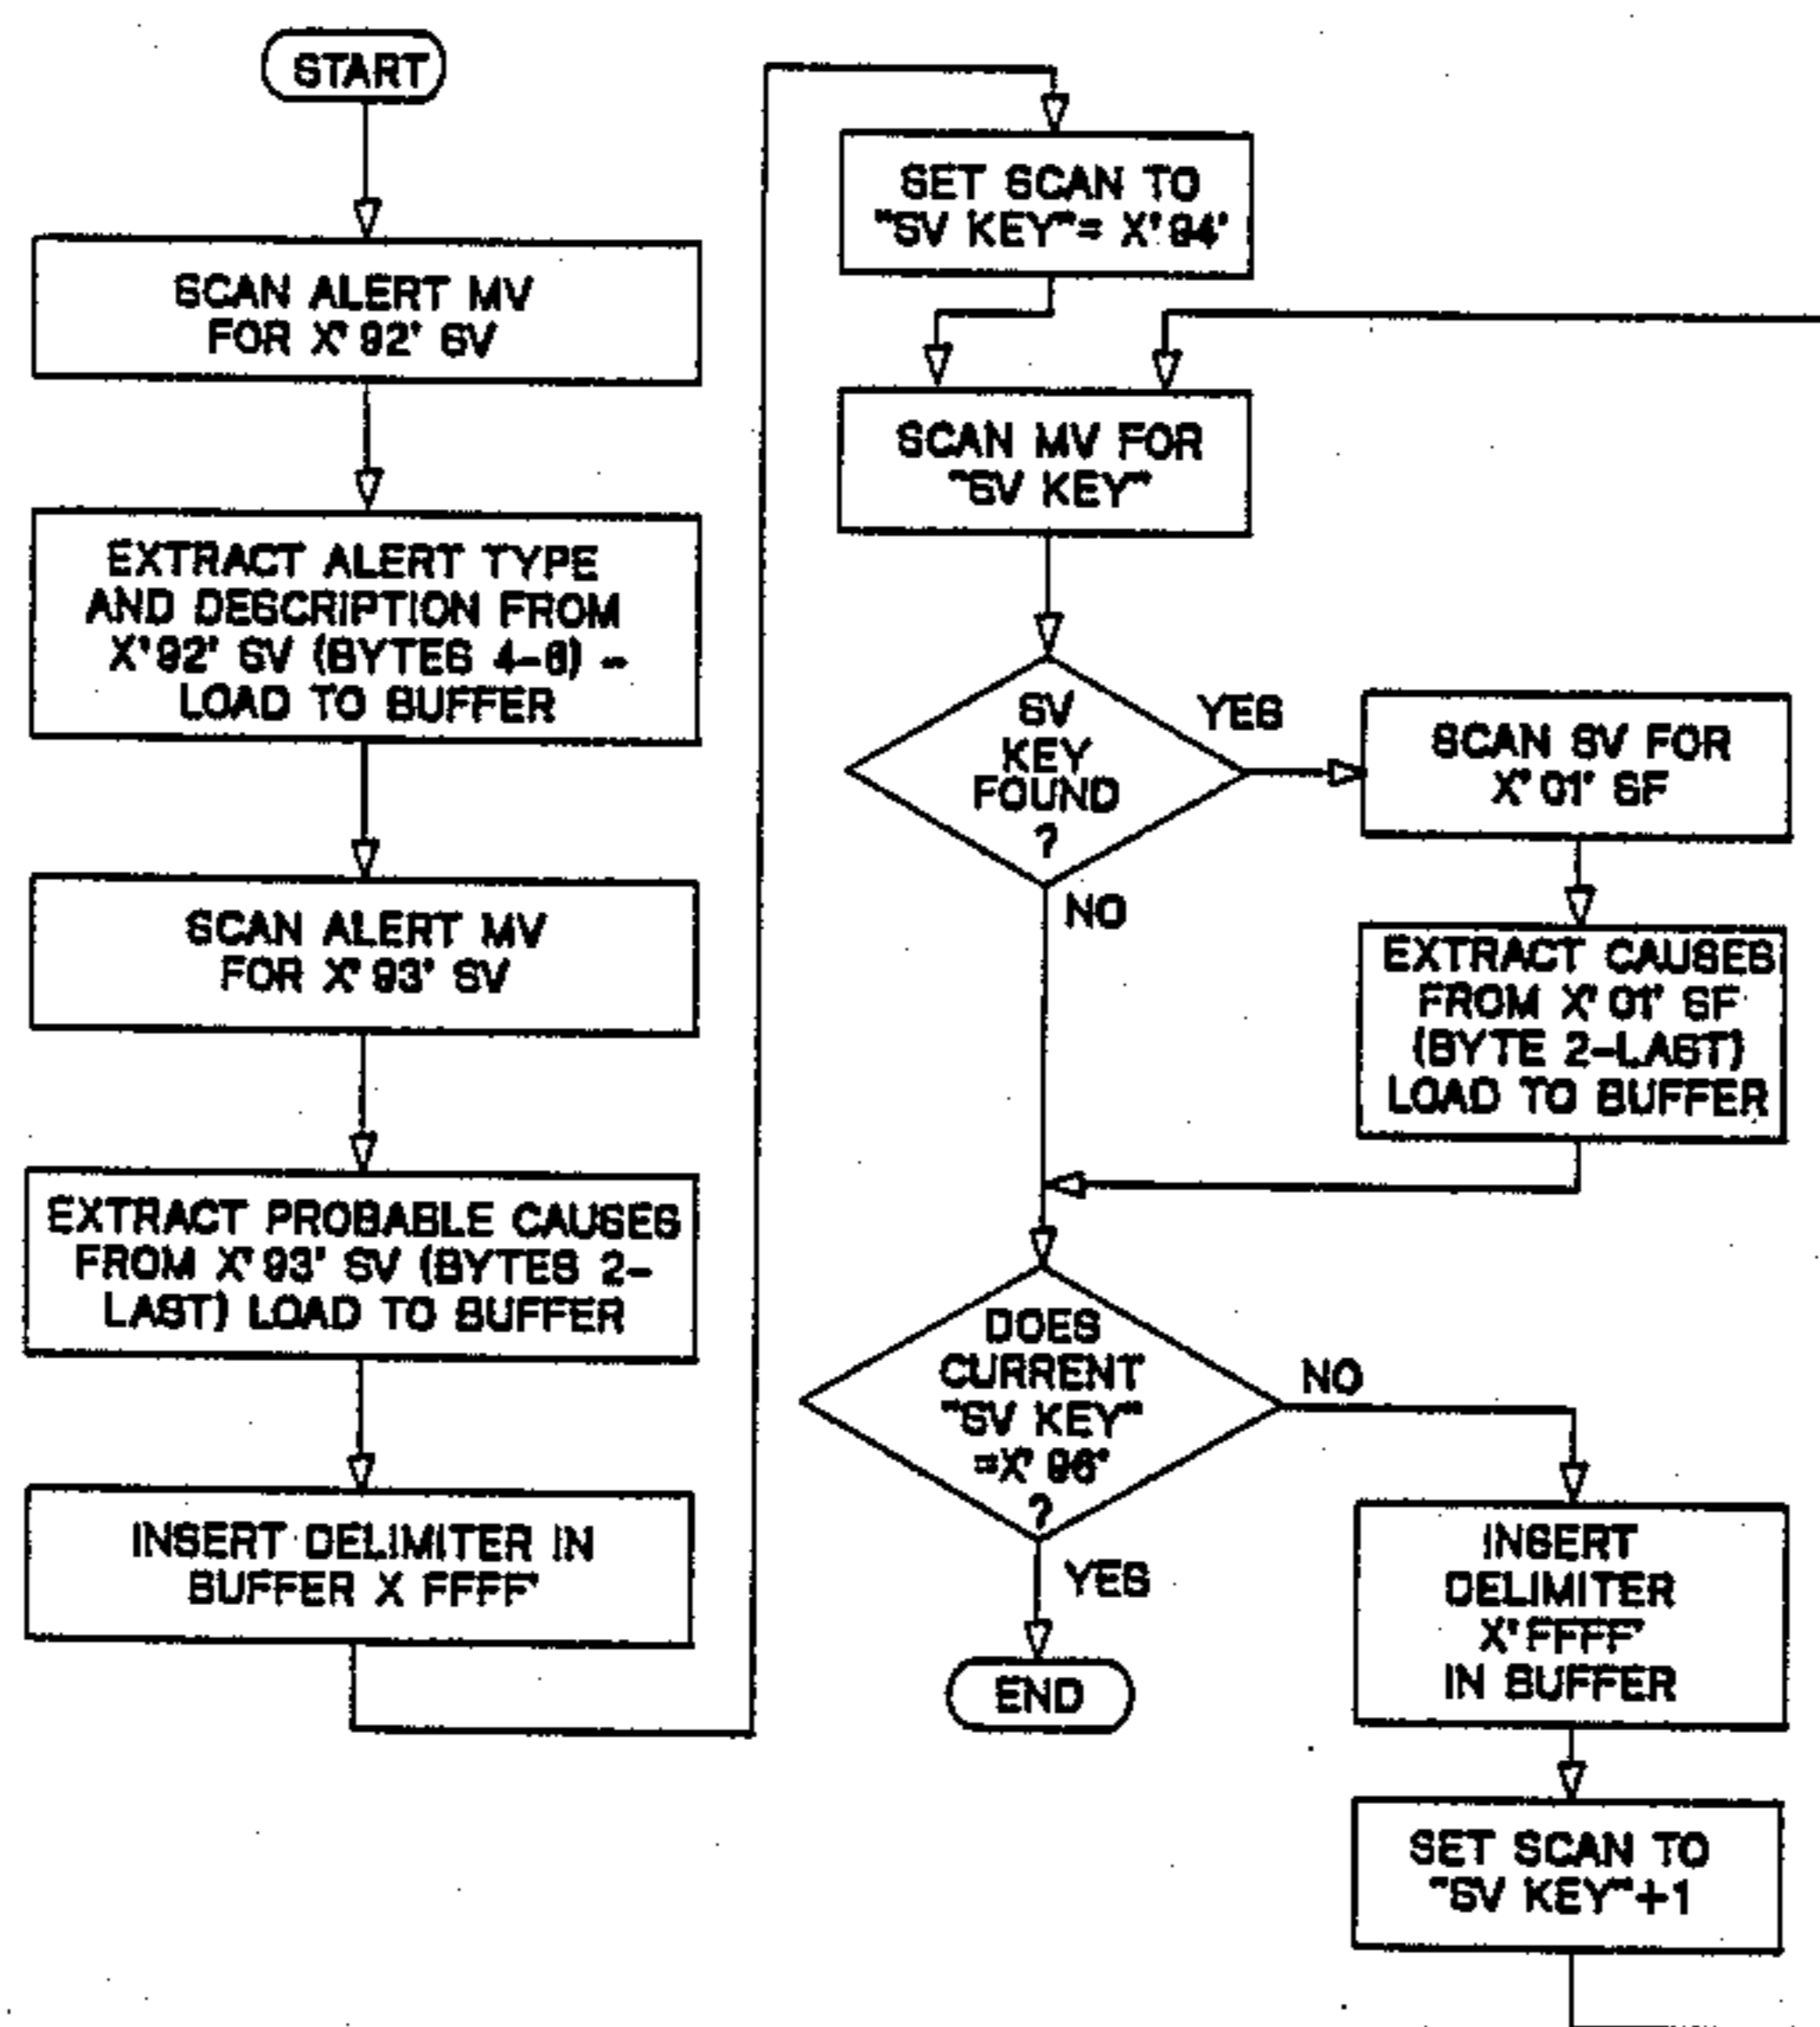 START
SCAN ALERT MV
FOR X'92' SV
EXTRACT ALERT TYPE
AND DESCRIPTION FROM
X'92' SV (BYTES 4-6) -
LOAD TO BUFFER
SCAN ALERT MV
FOR X'93' SV
EXTRACT PROBABLE CAUSES
FROM X'93' SV (BYTES 2-
LAST) LOAD TO BUFFER
INSERT DELIMITER IN
BUFFER X FFFF'
SET SCAN TO
"SV KEY"= X'94'
SCAN MV FOR
"SV KEY"
SV
KEY
FOUND
?
YES
NO
SCAN SV FOR
X'01' SF
EXTRACT CAUSES
FROM X'01' SF
(BYTE 2-LAST)
LOAD TO BUFFER
DOES
CURRENT
"SV KEY"
=X'96'
?
NO
YES
END
INSERT
DELIMITER
X'FFFF'
IN BUFFER
SET SCAN TO
"SV KEY"+1